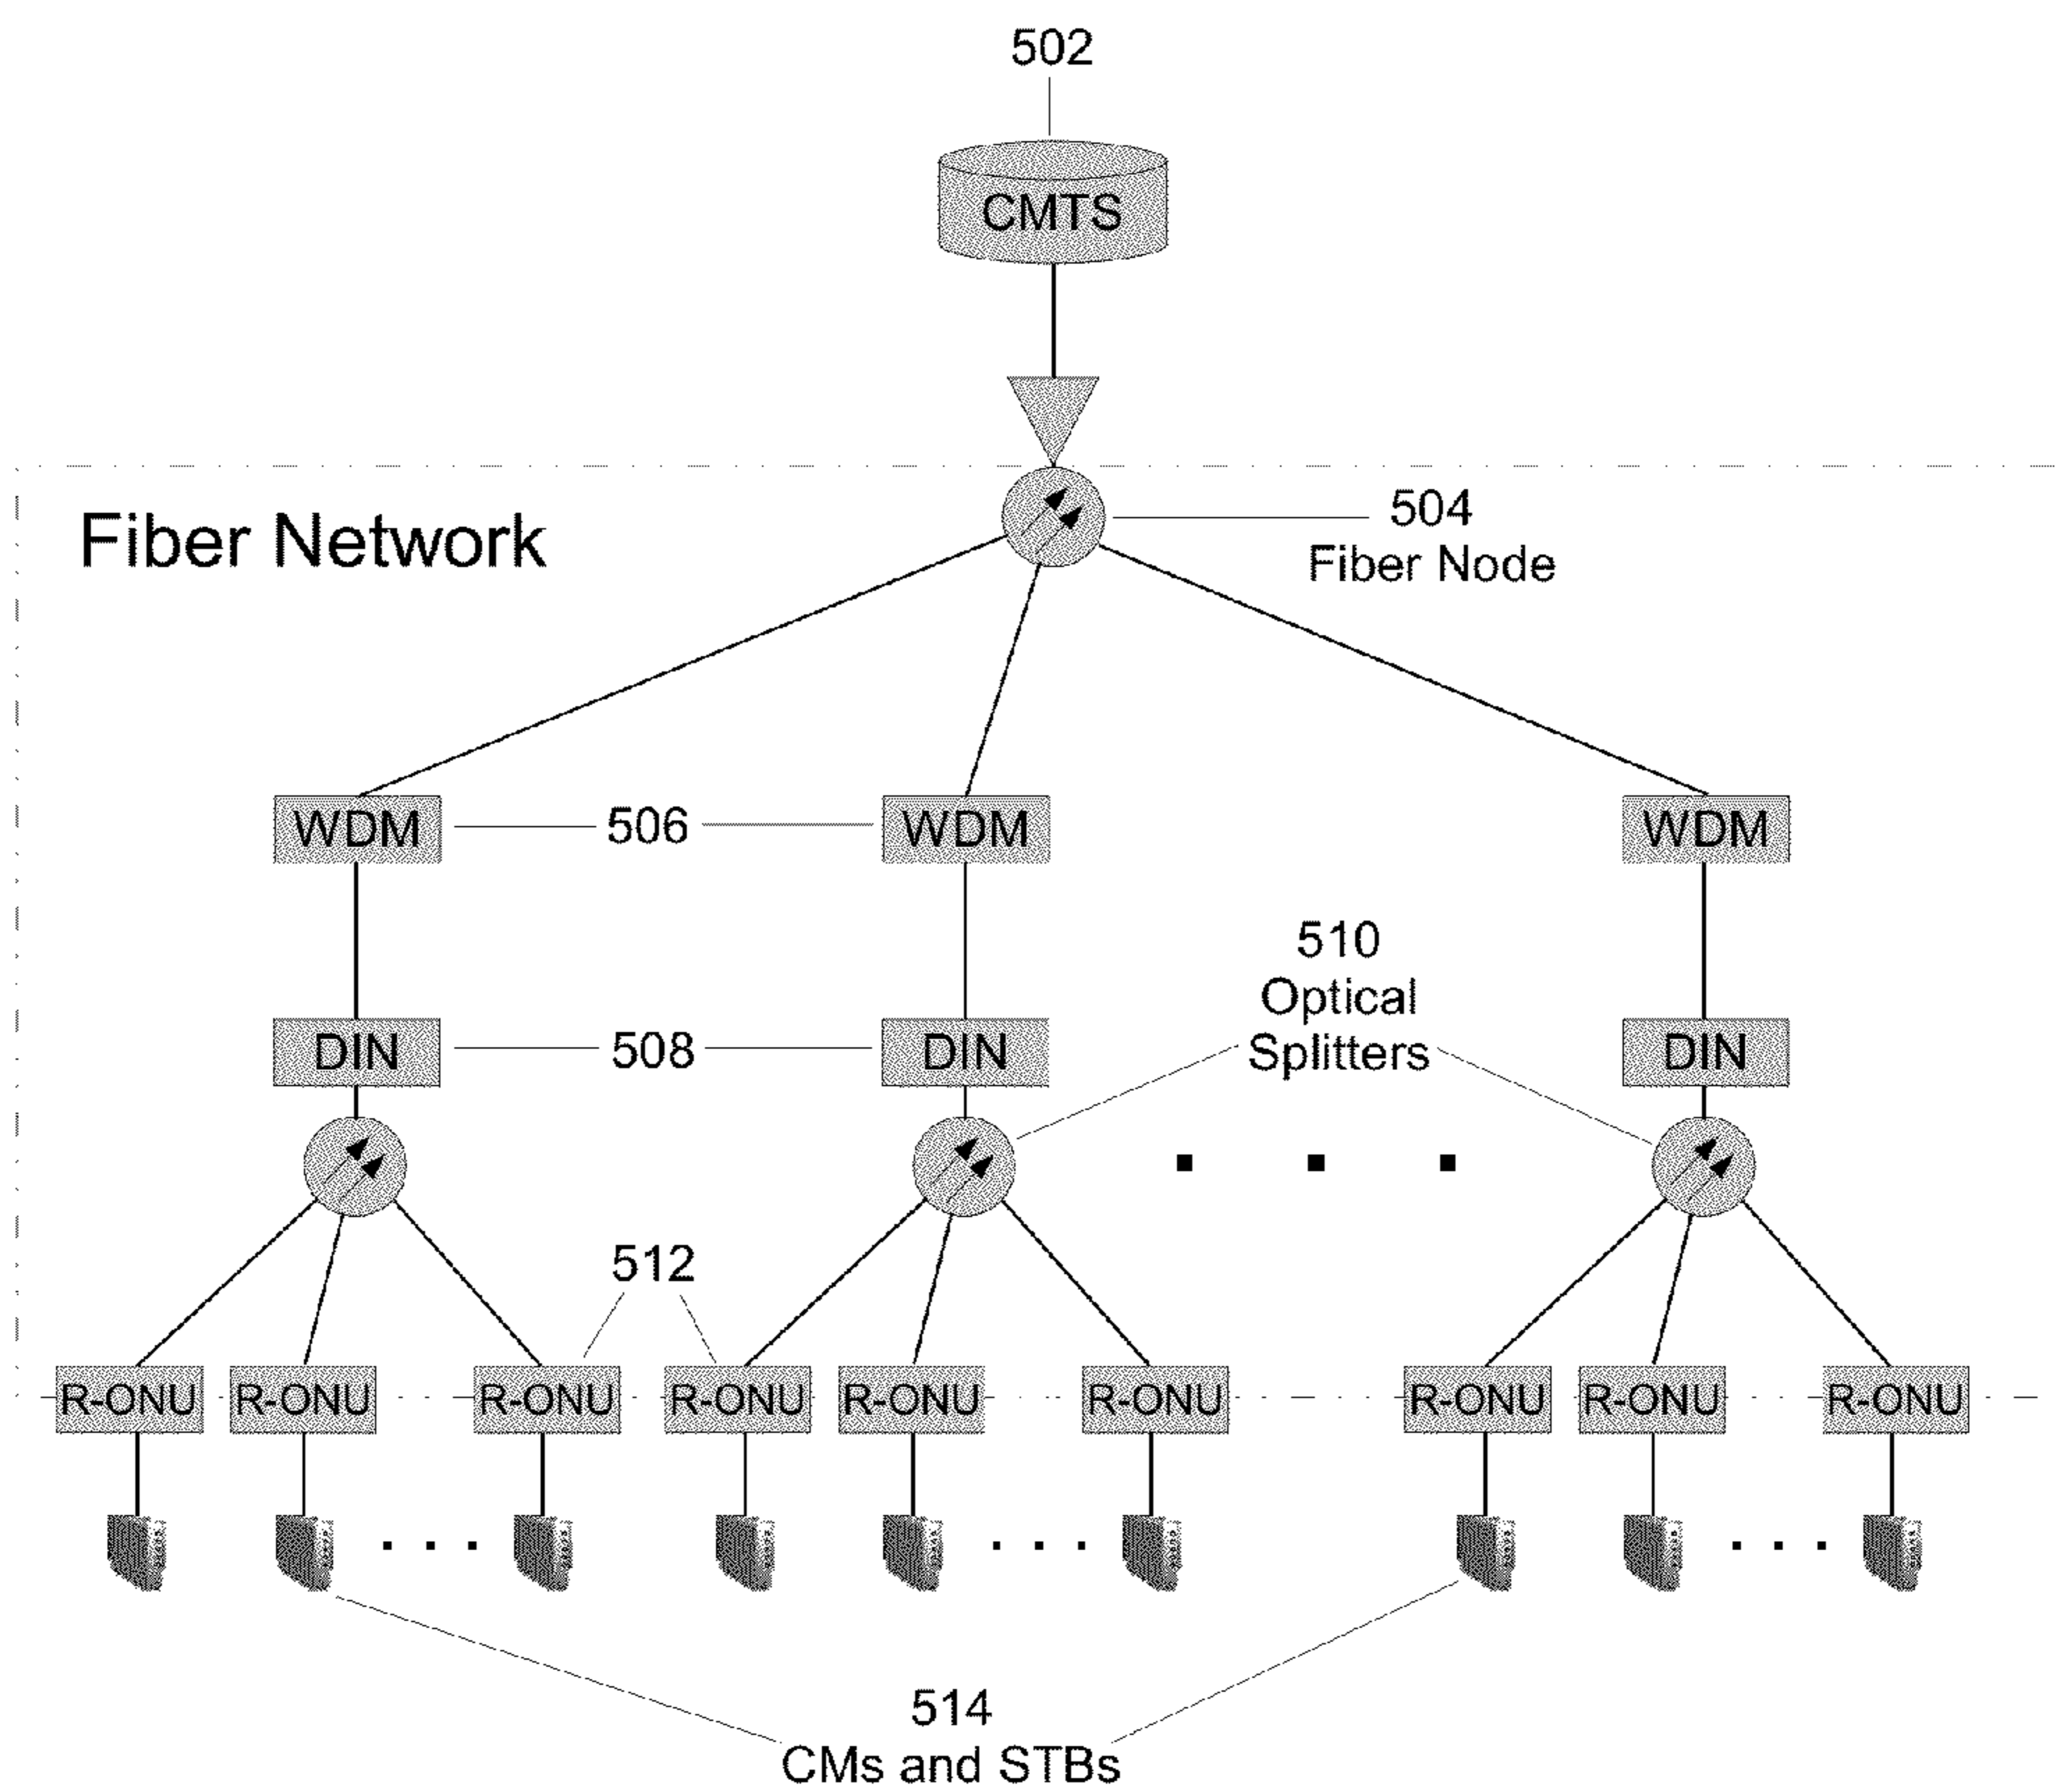 502
CMTS
504
Fiber Node
Fiber Network
WDM
506
WDM
WDM
510
Optical
Splitters
DIN
508
DIN
DIN
512
R-ONU
R-ONU
R-ONU
R-ONU
R-ONU
R-ONU
R-ONU
R-ONU
R-ONU
514
CMs and STBs